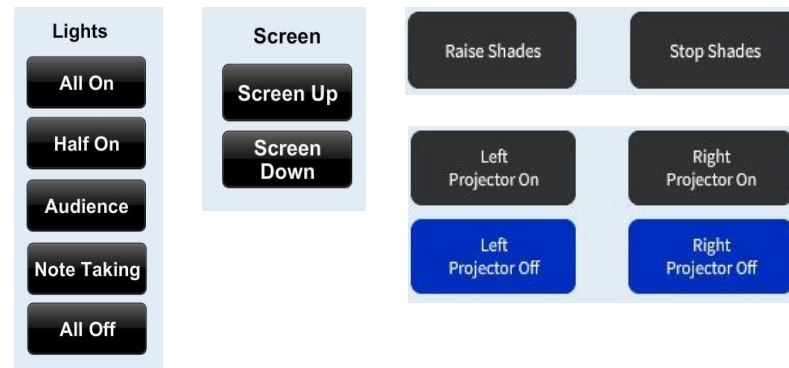 Lights
All On
Half On
Audience
Note Taking
All Off
Screen
Screen Up
Screen
Down
Raise Shades
Stop Shades
Left
Projector On
Right
Projector On
Left
Projector Off
Right
Projector Off